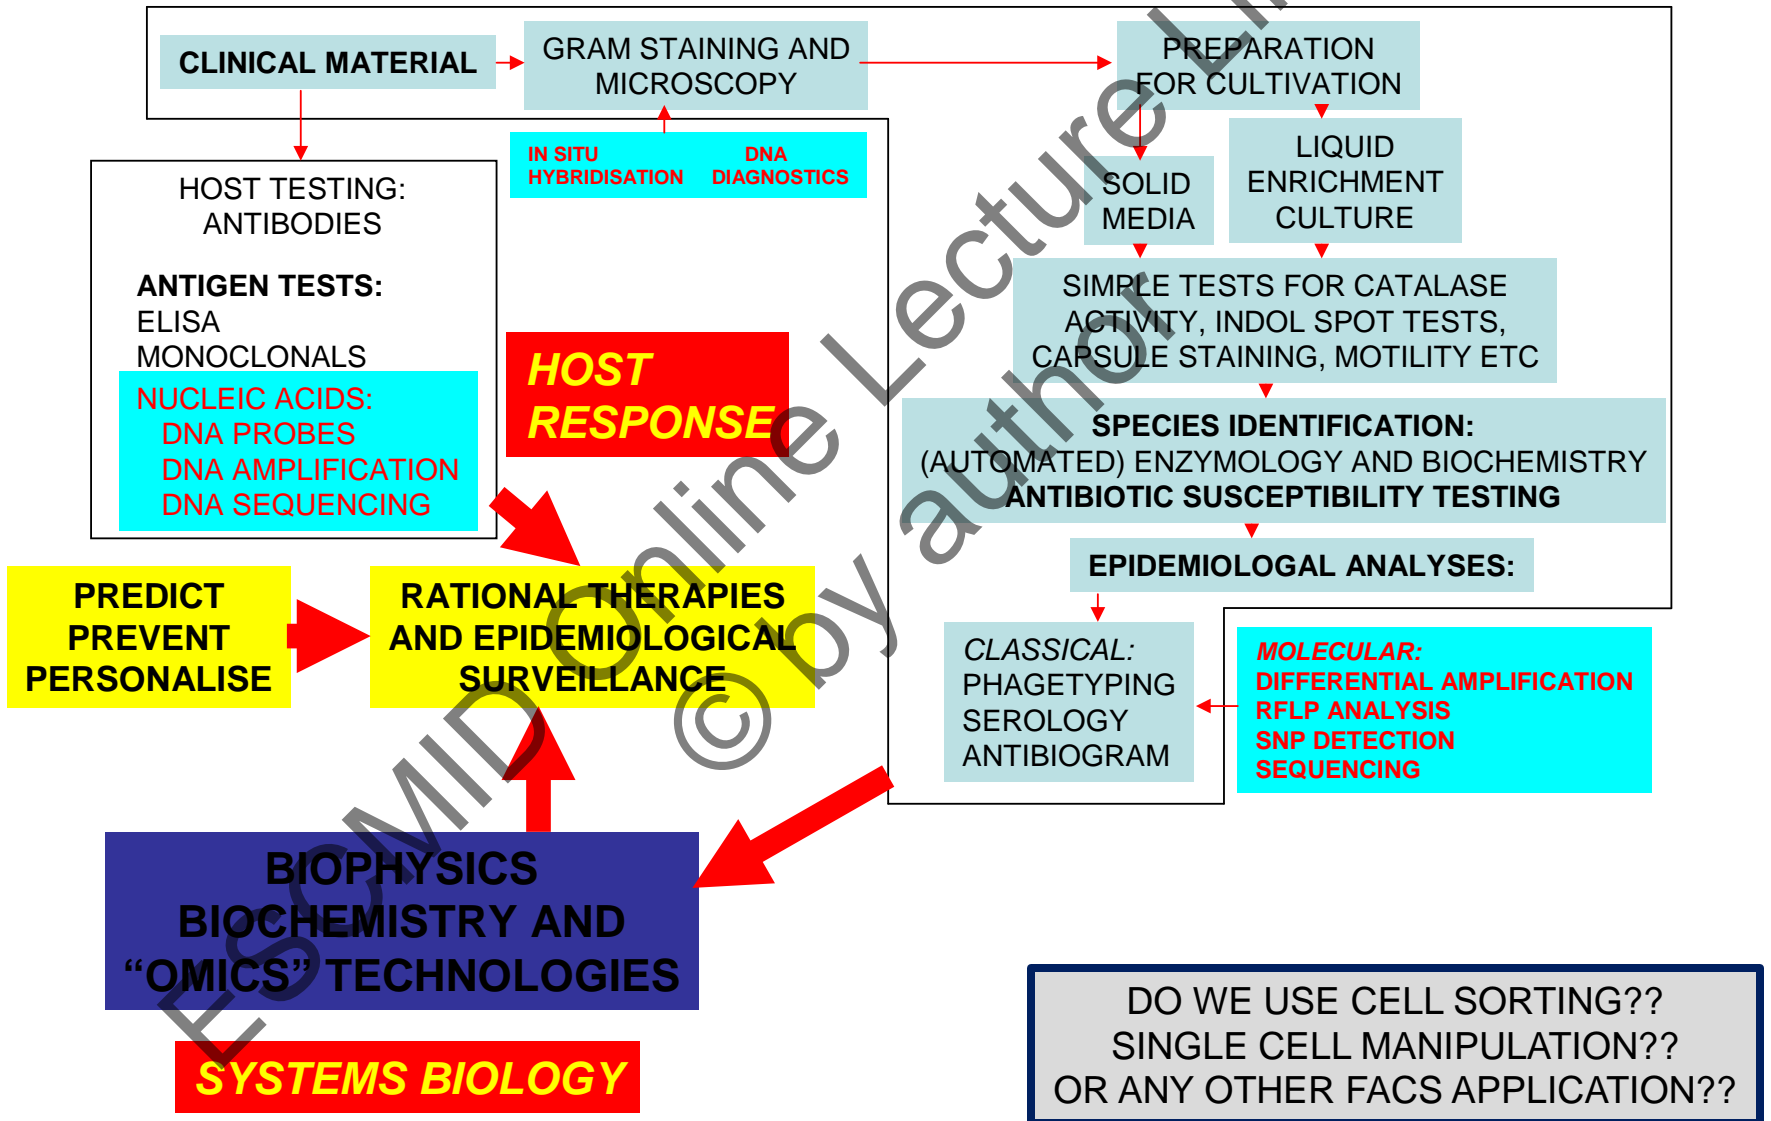 CLINICAL MATERIAL
GRAM STAINING AND
MICROSCOPY
PREPARATION
FOR CULTIVATION
IN SITU
HYBRIDISATION
DNA
DIAGNOSTICS
SOLID
MEDIA
LIQUID
ENRICHMENT
CULTURE
HOST TESTING:
ANTIBODIES
ANTIGEN TESTS:
ELISA
MONOCLONALS
NUCLEIC ACIDS:
DNA PROBES
DNA AMPLIFICATION
DNA SEQUENCING
HOST
RESPONSE
SIMPLE TESTS FOR CATALASE
ACTIVITY, INDOL SPOT TESTS,
CAPSULE STAINING, MOTILITY ETC
SPECIES IDENTIFICATION:
(AUTOMATED) ENZYMOLOGY AND BIOCHEMISTRY
ANTIBIOTIC SUSCEPTIBILITY TESTING
EPIDEMIOLOGAL ANALYSES:
PREDICT
PREVENT
PERSONALISE
RATIONAL THERAPIES
AND EPIDEMIOLOGICAL
SURVEILLANCE
CLASSICAL:
PHAGETYPING
SEROLOGY
ANTIBIOGRAM
MOLECULAR:
DIFFERENTIAL AMPLIFICATION
RFLP ANALYSIS
SNP DETECTION
SEQUENCING
BIOPHYSICS
BIOCHEMISTRY AND
“OMICS” TECHNOLOGIES
SYSTEMS BIOLOGY
DO WE USE CELL SORTING??
SINGLE CELL MANIPULATION??
OR ANY OTHER FACS APPLICATION??
ESCMID Online Lecture
© by author